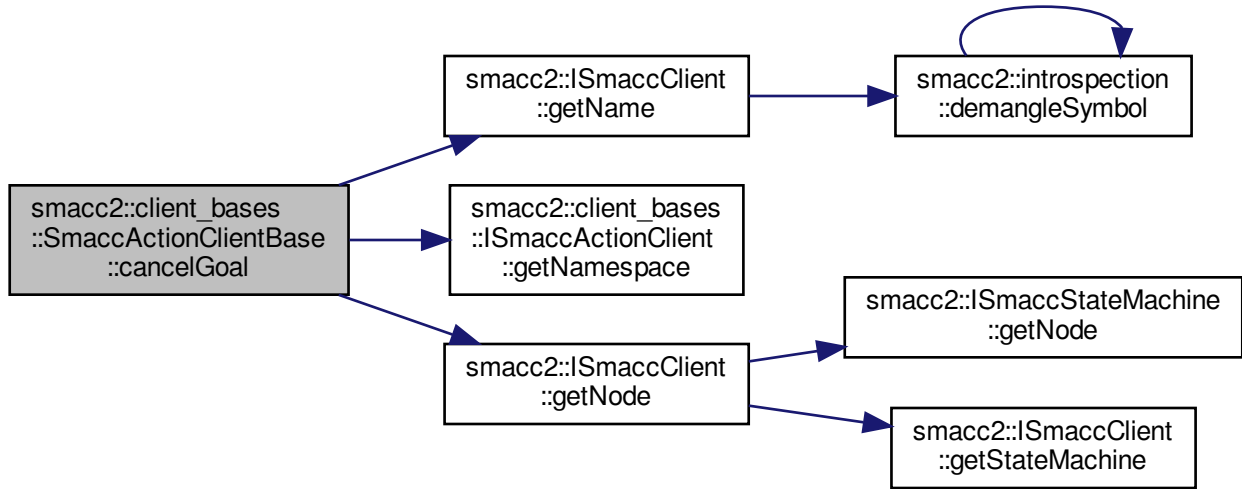 smacc2::client_bases
::SmaccActionClientBase
::cancelGoal
smacc2::ISmaccClient
::getName
smacc2::introspection
::demangleSymbol
smacc2::client_bases
::ISmaccActionClient
::getNamespace
smacc2::ISmaccClient
::getNode
smacc2::ISmaccStateMachine
::getNode
smacc2::ISmaccClient
::getStateMachine